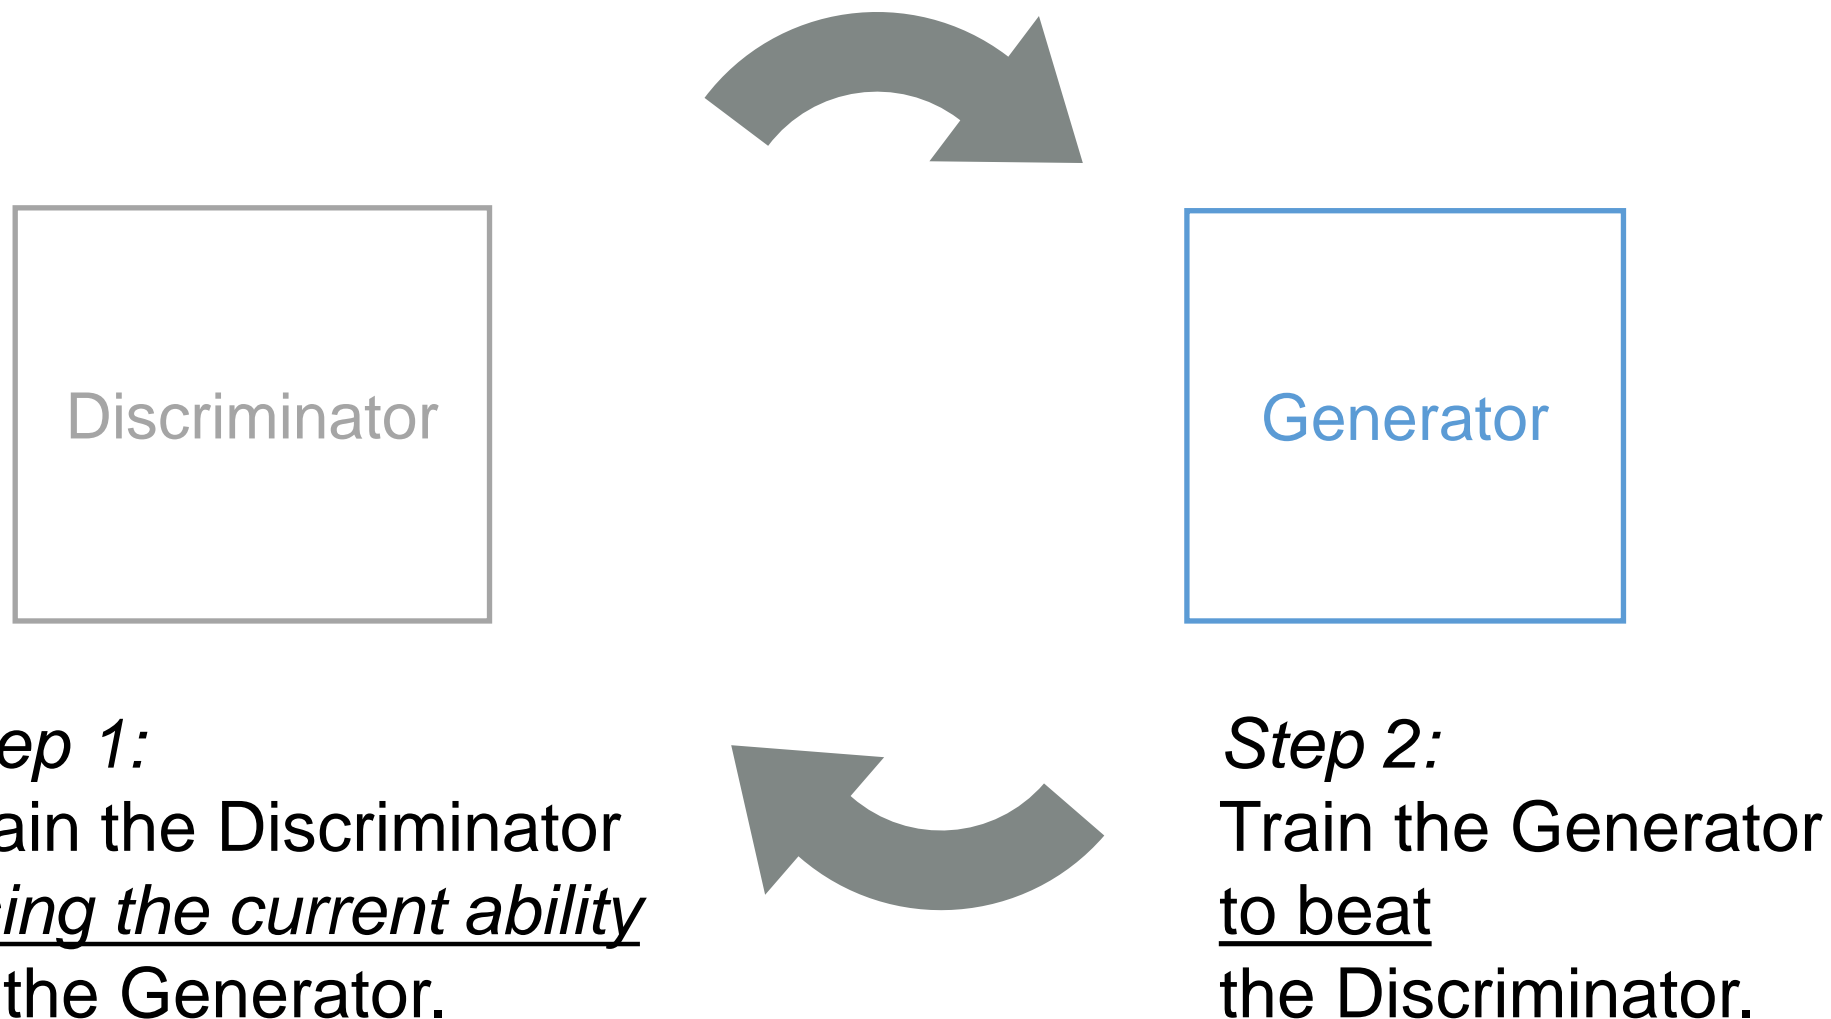 Discriminator
Generator
ep 1:
ain the Discriminator
ing the current ability
the Generator.
Step 2:
Train the Generator
to beat
the Discriminator.